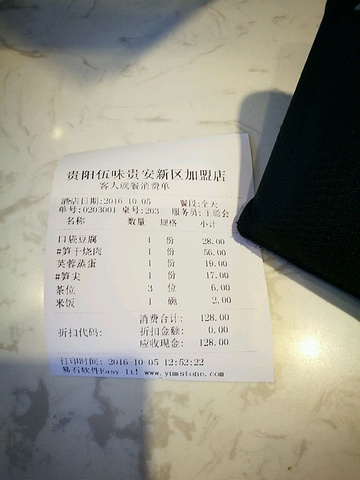 贵阳伍味贵安新区加盟店
客人就餐消费单
酒店日期:2016-10-05 餐段:全天
单号:0203001 桌号:203 服务员:王聪会
名称 数量 规格 小计
口袋豆腐 1 份 28.00
#笋干烧肉 1 份 56.00
芙蓉蒸蛋 1 份 19.00
#笋夫 1 份 17.00
茶位 3 位 6.00
米饭 1 碗 2.00
消费合计: 128.00
折扣代码: 折扣金额: 0.00
应收现金: 128.00
打印时间: 2016-10-05 12:52:22
易石软件Easy It! www.yumstone.com